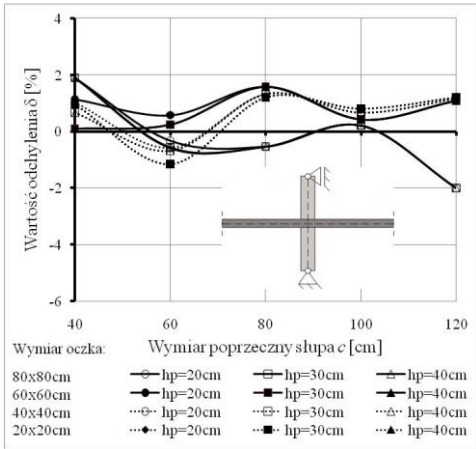 Wartość odchylenia δ [%]
4
2
0
-2
-4
-6
40 60 80 100 120
Wymiar oczka: Wymiar poprzeczny słupa c [cm]
80x80cm hp=20cm hp=30cm hp=40cm
60x60cm hp=20cm hp=30cm hp=40cm
40x40cm hp=20cm hp=30cm hp=40cm
20x20cm hp=20cm hp=30cm hp=40cm